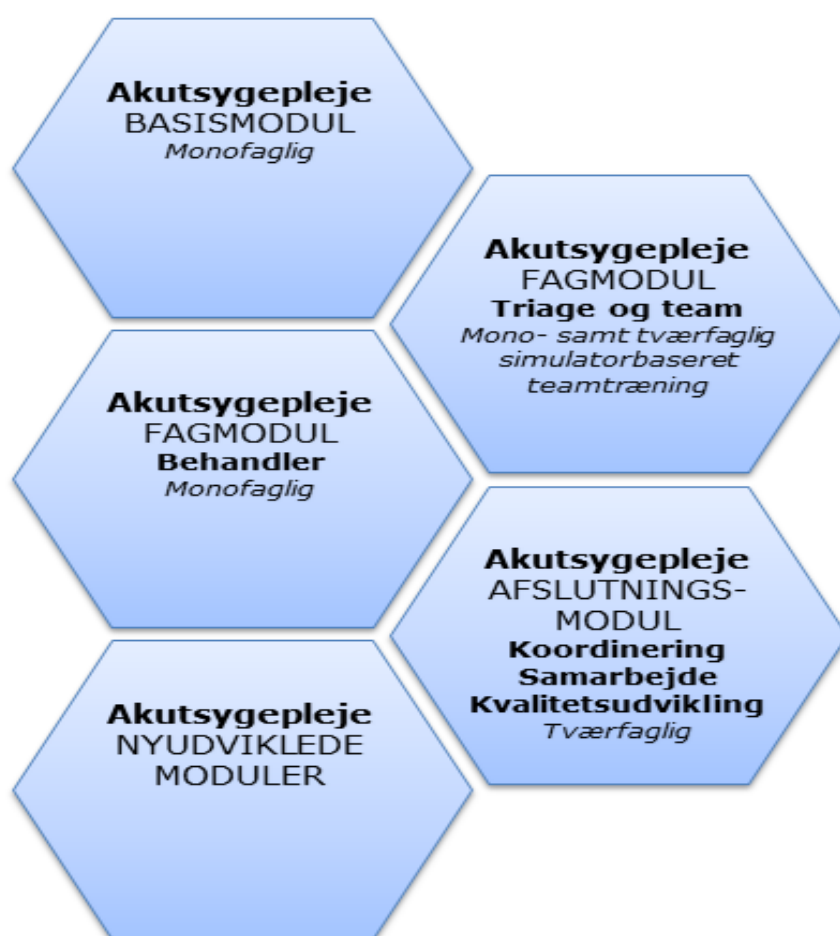 Akutsygepleje
BASISMODUL
Monofaglig
Akutsygepleje
FAGMODUL
Triage og team
Mono- samt tværfaglig
simulatorbaseret
teamtræning
Akutsygepleje
FAGMODUL
Behandler
Monofaglig
Akutsygepleje
AFSLUTNINGS-
MODUL
Koordinering
Samarbejde
Kvalitetsudvikling
Tværfaglig
Akutsygepleje
NYUDVIKLEDE
MODULER